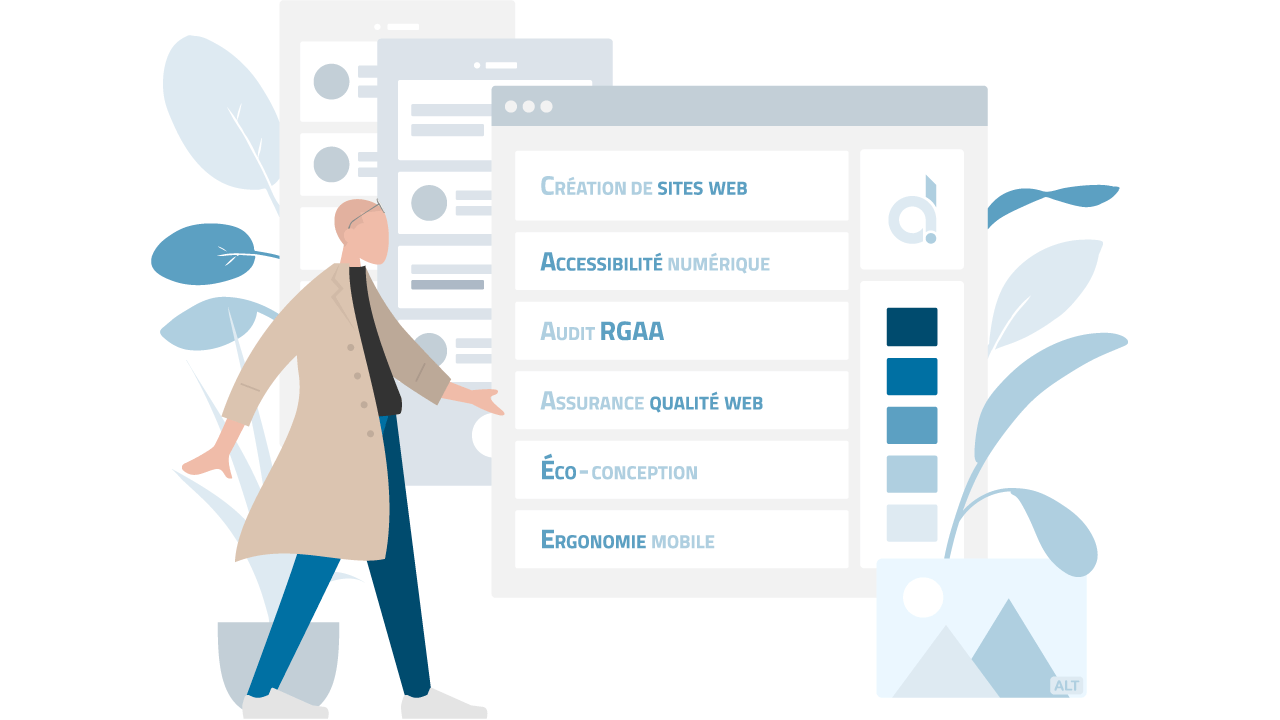 Création de sites web
Accessibilité numérique
Audit RGAA
Assurance qualité web
Éco-conception
Ergonomie mobile
d
ALT